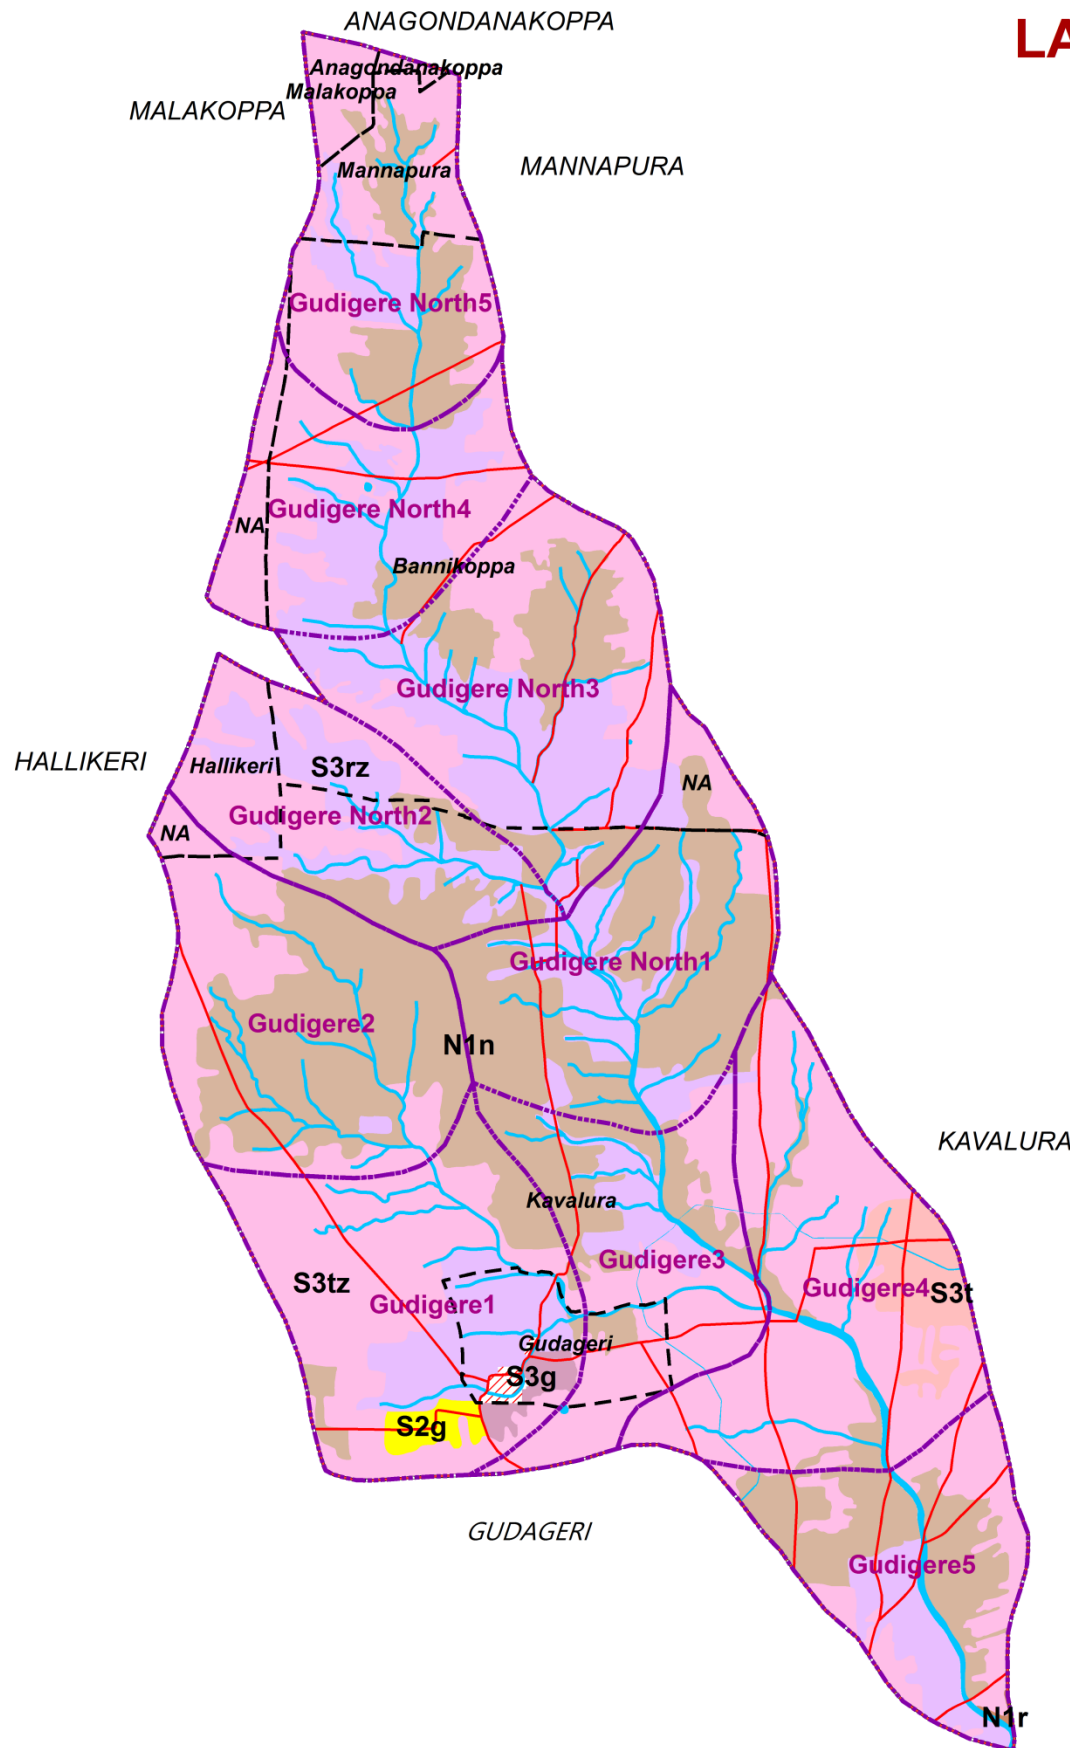 ANAGONDANAKOPPA
LA
Anagondanakoppa
Malakoppa
MALAKOPPA
MANNAPURA
Mannapura
Gudigere North5
Gudigere North4
NA
Bannikoppa
Gudigere North3
HALLIKERI
Hallikeri
S3rz
NA
Gudigere North2
NA
Gudigere North1
Gudigere2
N1n
KAVALURA
Kavalura
Gudigere3
S3tz
Gudigere4
S3t
Gudigere1
Gudageri
S3g
S2g
GUDAGERI
Gudigere5
N1r